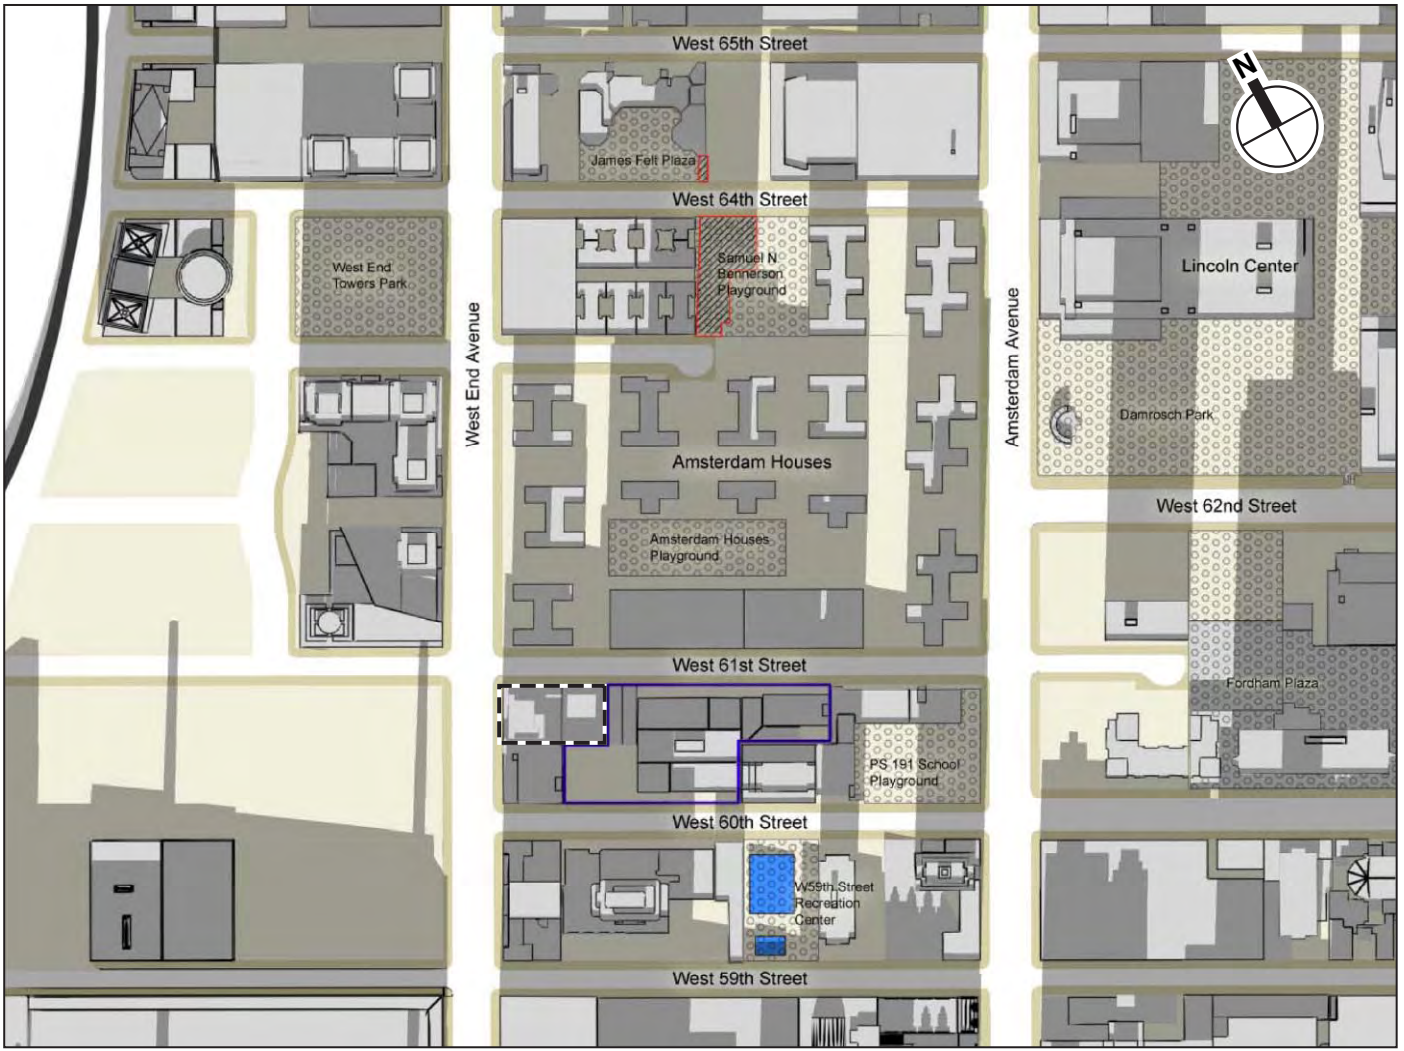 West 65th Street
N
James Felt Plaza
West 64th Street
West End
Towers Park
Samuel N
Bennerson
Playground
Lincoln Center
West End Avenue
Amsterdam Avenue
Damrosch Park
Amsterdam Houses
West 62nd Street
Amsterdam Houses
Playground
West 61st Street
Fordham Plaza
PS 191 School
Playground
West 60th Street
W59th Street
Recreation
Center
West 59th Street